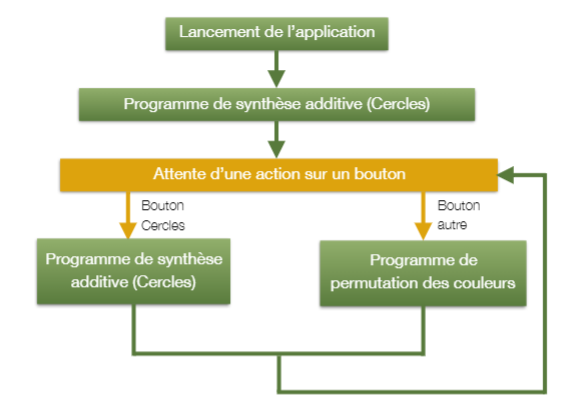 Lancement de l'application
Programme de synthèse additive (Cercles)
Attente d'une action sur un bouton
Bouton
Cercles
Bouton
autre
Programme de synthèse
additive (Cercles)
Programme de
permutation des couleurs